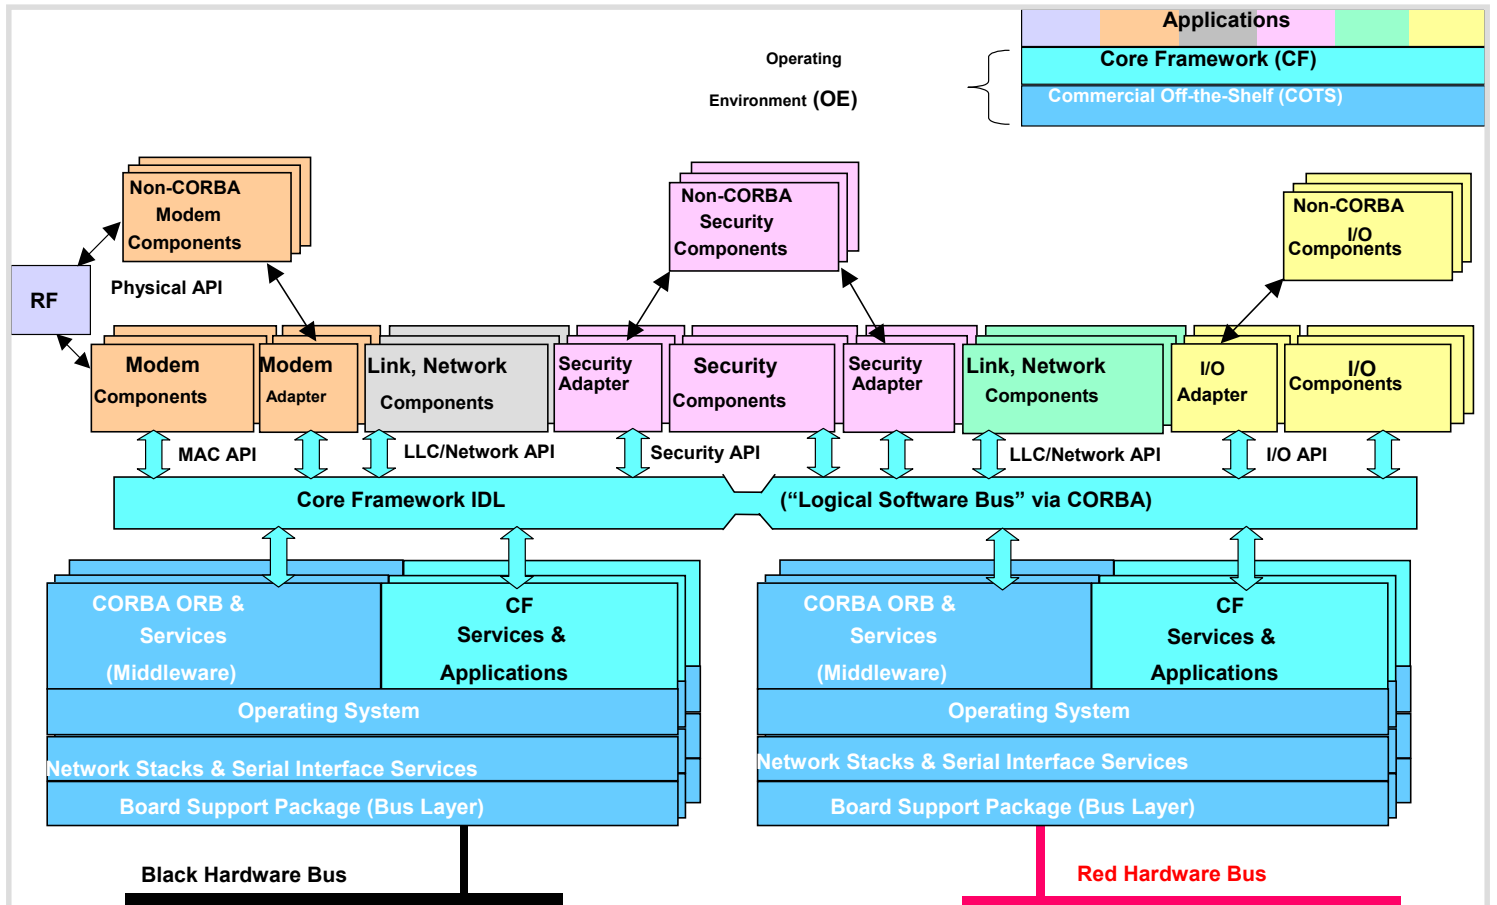 Applications
Operating
Core Framework (CF)
Environment (OE)
Commercial Off-the-Shelf (COTS)
Non-CORBA
Modem
Components
Non-CORBA
Security
Components
Non-CORBA
I/O
Components
RF
Physical API
Modem
Components
Modem
Adapter
Link, Network
Components
Security
Adapter
Security
Components
Security
Adapter
Link, Network
Components
I/O
Adapter
I/O
Components
MAC API
LLC/Network API
Security API
LLC/Network API
I/O API
Core Framework IDL
(“Logical Software Bus” via CORBA)
CORBA ORB &
Services
(Middleware)
CF
Services &
Applications
Operating System
Network Stacks & Serial Interface Services
Board Support Package (Bus Layer)
CORBA ORB &
Services
(Middleware)
CF
Services &
Applications
Operating System
Network Stacks & Serial Interface Services
Board Support Package (Bus Layer)
Black Hardware Bus
Red Hardware Bus